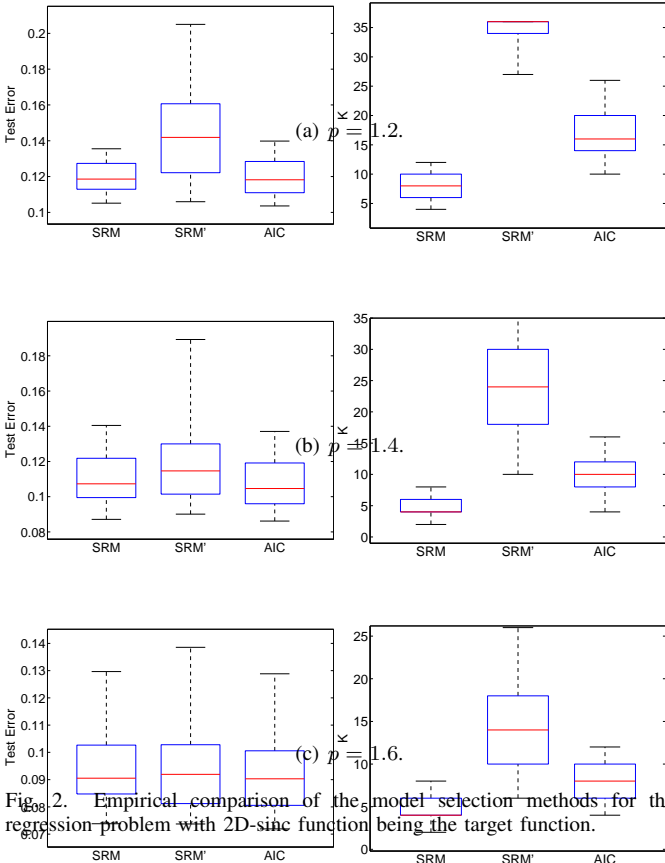 0.2
0.18
0.16
0.14
0.12
0.1
Test Error
SRM SRM' AIC
35
30
25
20
15
10
5
K
SRM SRM' AIC
(a) p = 1.2.
0.18
0.16
0.14
0.12
0.1
0.08
Test Error
SRM SRM' AIC
35
30
25
20
15
10
5
0
K
SRM SRM' AIC
(b) p = 1.4.
0.14
0.13
0.12
0.11
0.1
0.09
0.08
0.07
Test Error
SRM SRM' AIC
25
20
15
10
5
0
K
SRM SRM' AIC
(c) p = 1.6.
Fig. 2. Empirical comparison of the model selection methods for th
regression problem with 2D-sinc function being the target function.